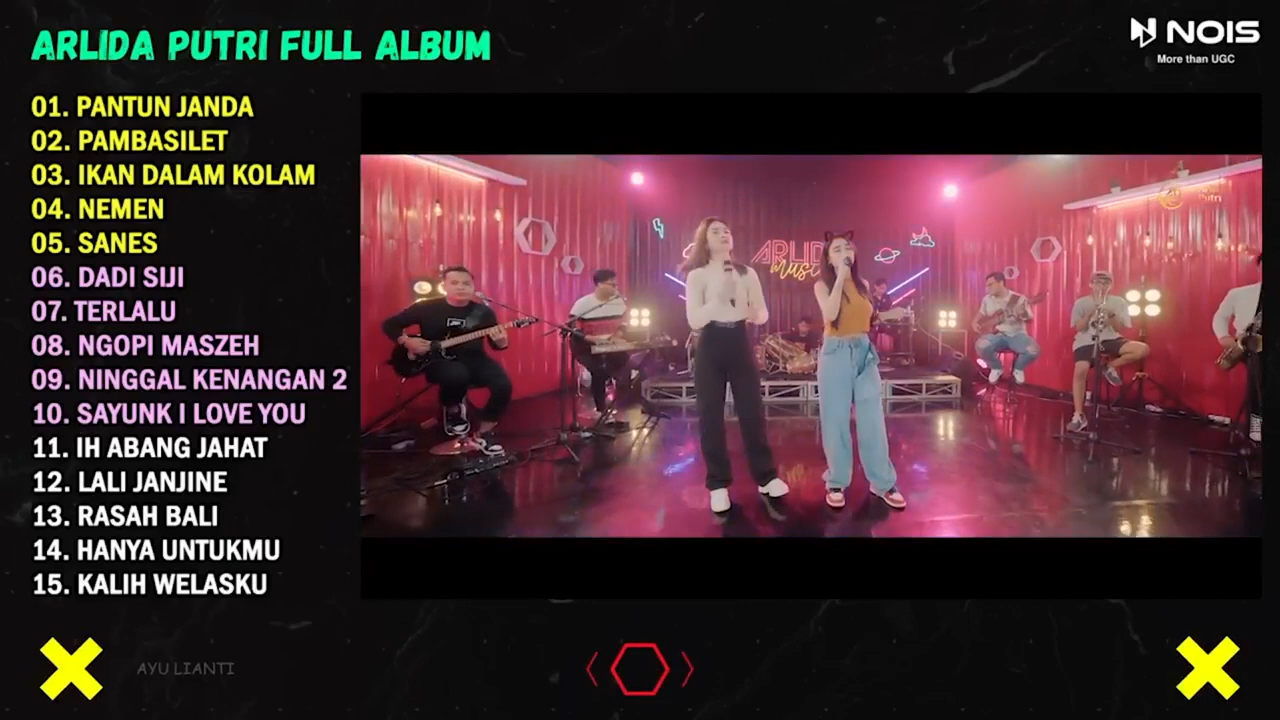 ARLIDA PUTRI FULL ALBUM
NOIS
More than UGC
01. PANTUN JANDA
02. PAMBASILET
03. IKAN DALAM KOLAM
04. NEMEN
05. SANES
06. DADI SIJI
07. TERLALU
08. NGOPI MASZEH
09. NINGGAL KENANGAN 2
10. SAYUNK I LOVE YOU
11. IH ABANG JAHAT
12. LALI JANJINE
13. RASAH BALI
14. HANYA UNTUKMU
15. KALIH WELASKU
Putri
ARLID
Music
AYU LIANTI